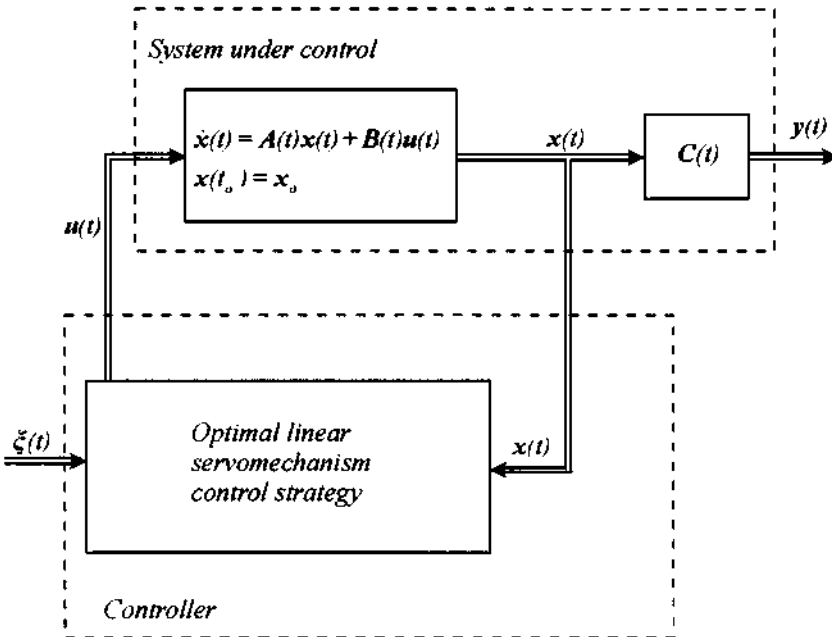 System under control
ẋ(t) = A(t)x(t) + B(t)u(t)
x(tₒ) = xₒ
x(t)
C(t)
y(t)
u(t)
ξ(t)
Optimal linear
servomechanism
control strategy
x(t)
Controller